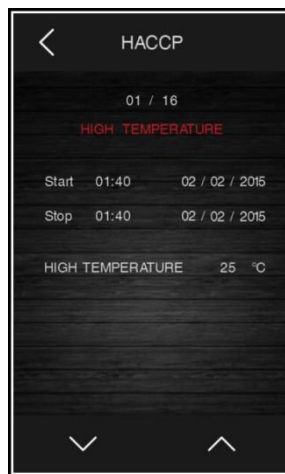 HACCP
01 / 16
HIGH TEMPERATURE
Start 01:40 02 / 02 / 2015
Stop 01:40 02 / 02 / 2015
HIGH TEMPERATURE 25 °C